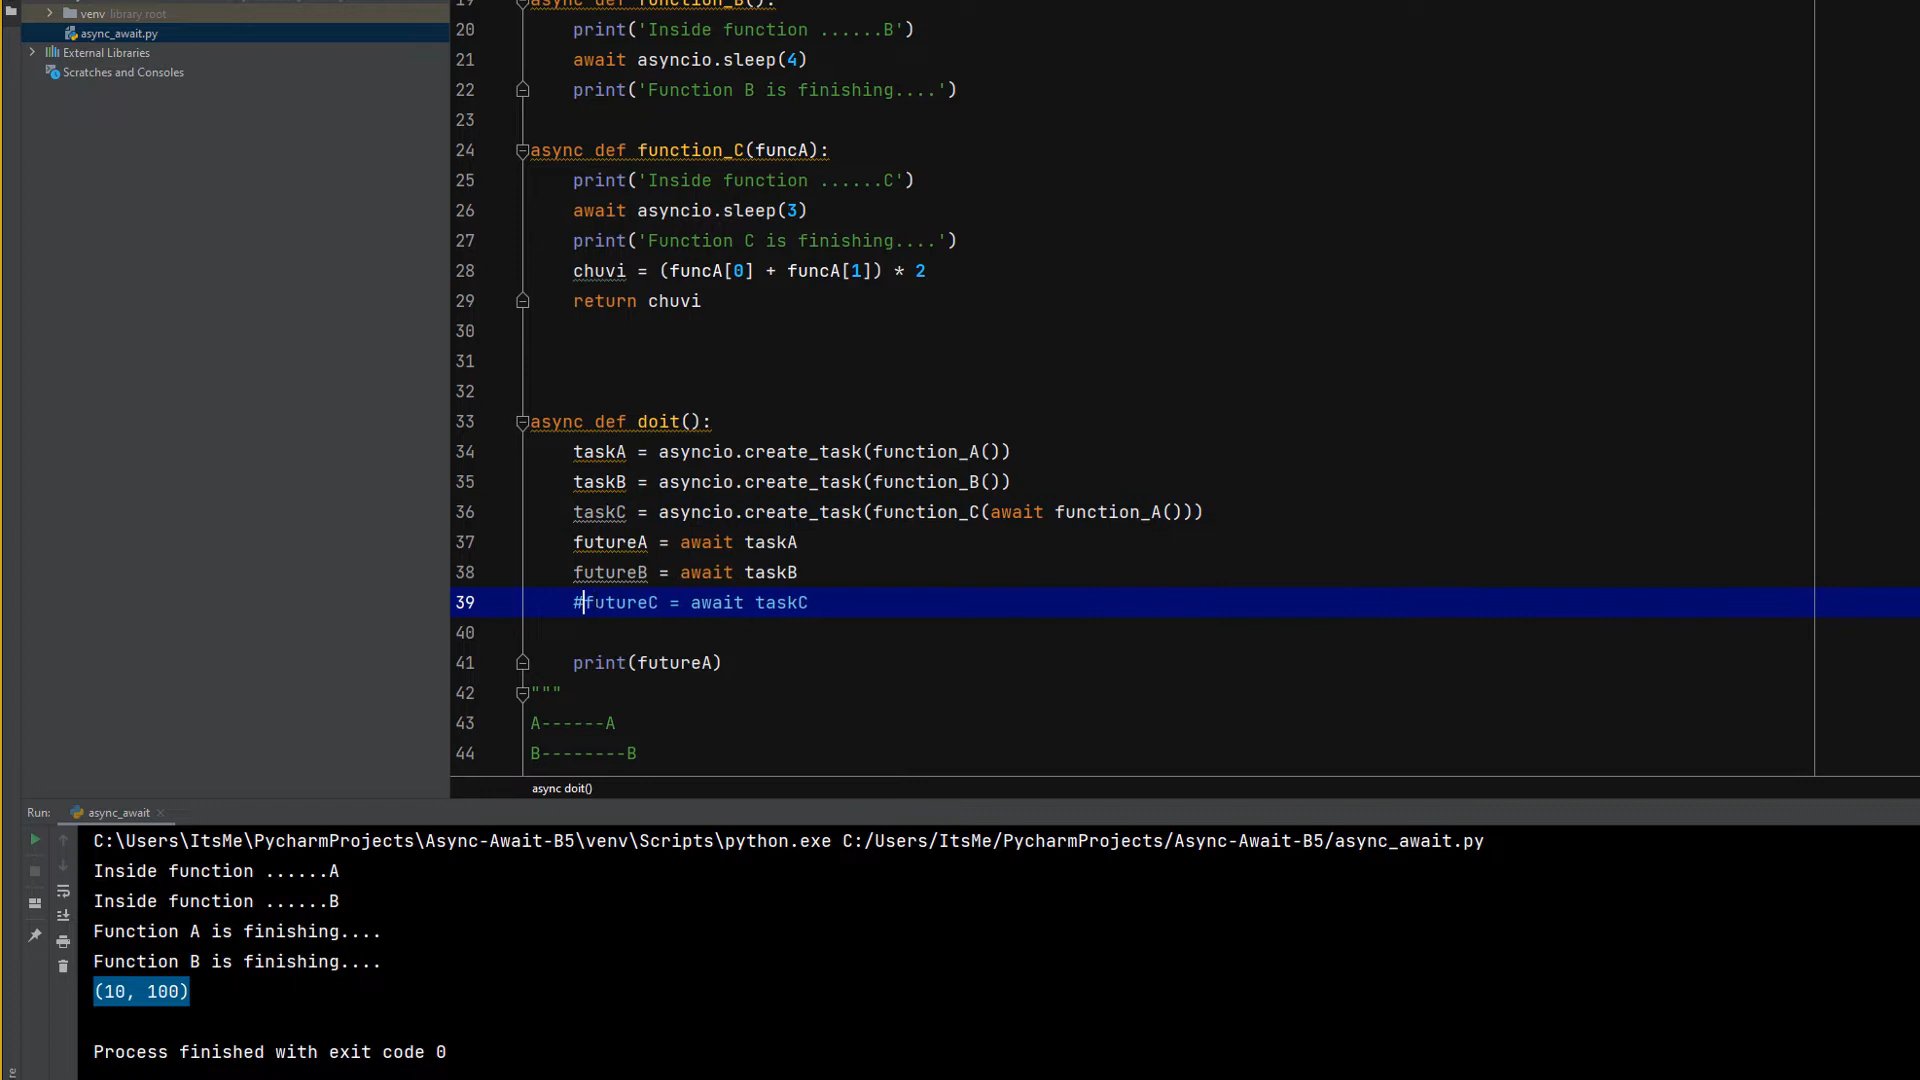 venv library root
async_await.py
External Libraries
Scratches and Consoles
19 async def function_B():
20 print('Inside function ......B')
21 await asyncio.sleep(4)
22 print('Function B is finishing....')
23
24 async def function_C(funcA):
25 print('Inside function ......C')
26 await asyncio.sleep(3)
27 print('Function C is finishing....')
28 chuvi = (funcA[0] + funcA[1]) * 2
29 return chuvi
30
31
32
33 async def doit():
34 taskA = asyncio.create_task(function_A())
35 taskB = asyncio.create_task(function_B())
36 taskC = asyncio.create_task(function_C(await function_A()))
37 futureA = await taskA
38 futureB = await taskB
39 #futureC = await taskC
40
41 print(futureA)
42 """
43 A------A
44 B--------B
async doit()
Run: async_await
C:\Users\ItsMe\PycharmProjects\Async-Await-B5\venv\Scripts\python.exe C:/Users/ItsMe/PycharmProjects/Async-Await-B5/async_await.py
Inside function ......A
Inside function ......B
Function A is finishing....
Function B is finishing....
(10, 100)
Process finished with exit code 0